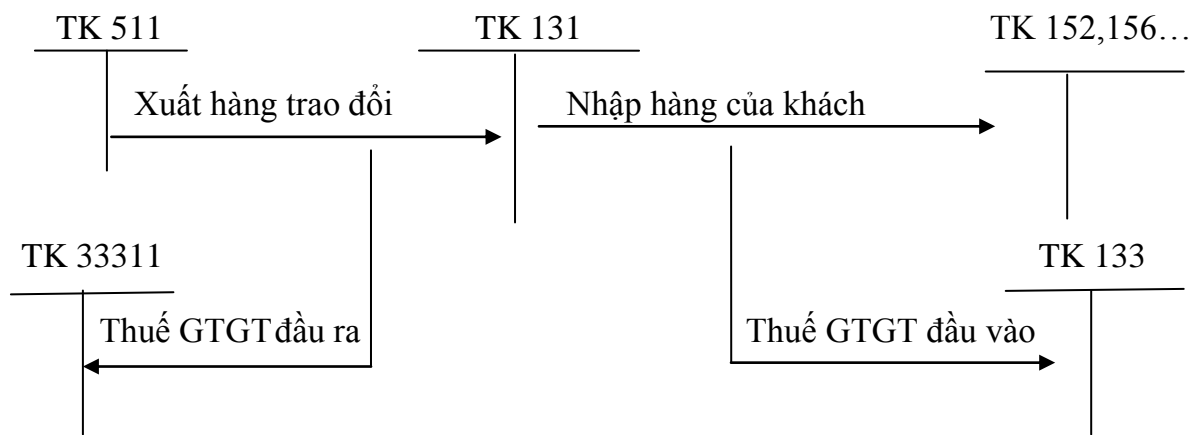 TK 511
TK 131
TK 152,156…
Xuất hàng trao đổi
Nhập hàng của khách
TK 33311
TK 133
Thuế GTGT đầu ra
Thuế GTGT đầu vào